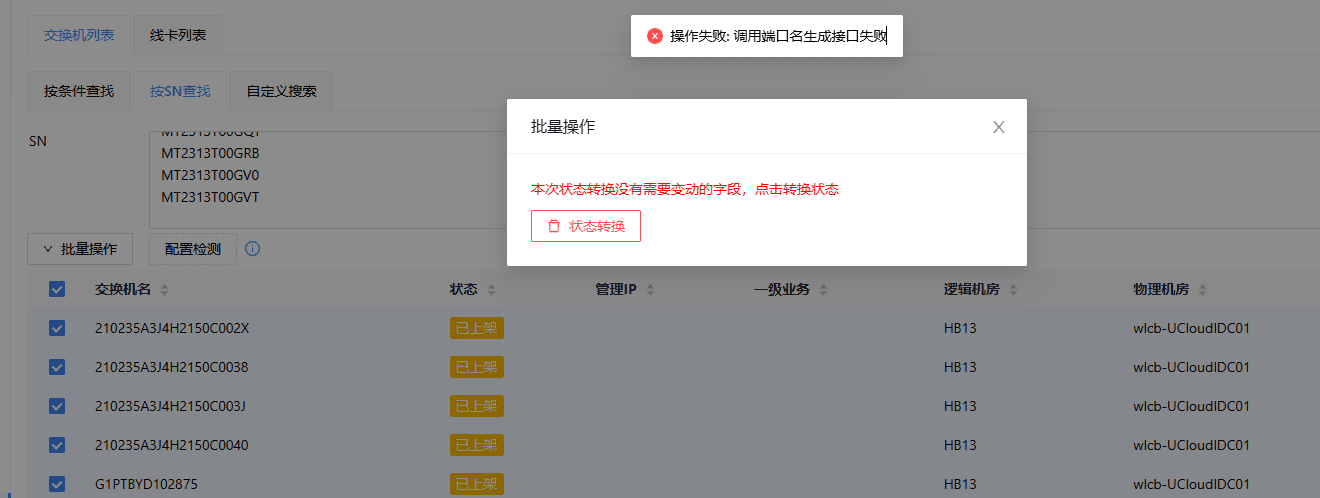 交换机列表 线卡列表
操作失败: 调用端口名生成接口失败
按条件查找 按SN查找 自定义搜索
批量操作
SN
MT2313T00GQT
MT2313T00GRB
MT2313T00GV0
MT2313T00GVT
本次状态转换没有需要变动的字段，点击转换状态
状态转换
批量操作 配置检测
交换机名 状态 管理IP 一级业务 逻辑机房 物理机房
210235A3J4H2150C002X 已上架 HB13 wlcb-UCloudIDC01
210235A3J4H2150C0038 已上架 HB13 wlcb-UCloudIDC01
210235A3J4H2150C003J 已上架 HB13 wlcb-UCloudIDC01
210235A3J4H2150C0040 已上架 HB13 wlcb-UCloudIDC01
G1PTBYD102875 已上架 HB13 wlcb-UCloudIDC01